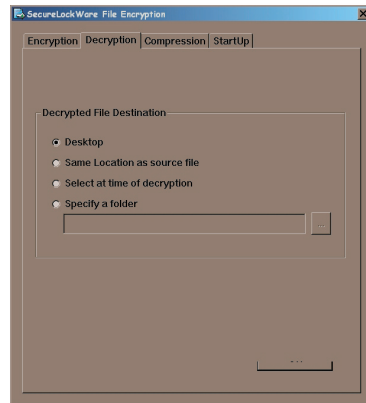 SecureLockWare File Encryption
Encryption Decryption Compression StartUp
Decrypted File Destination
Desktop
Same Location as source file
Select at time of decryption
Specify a folder
...